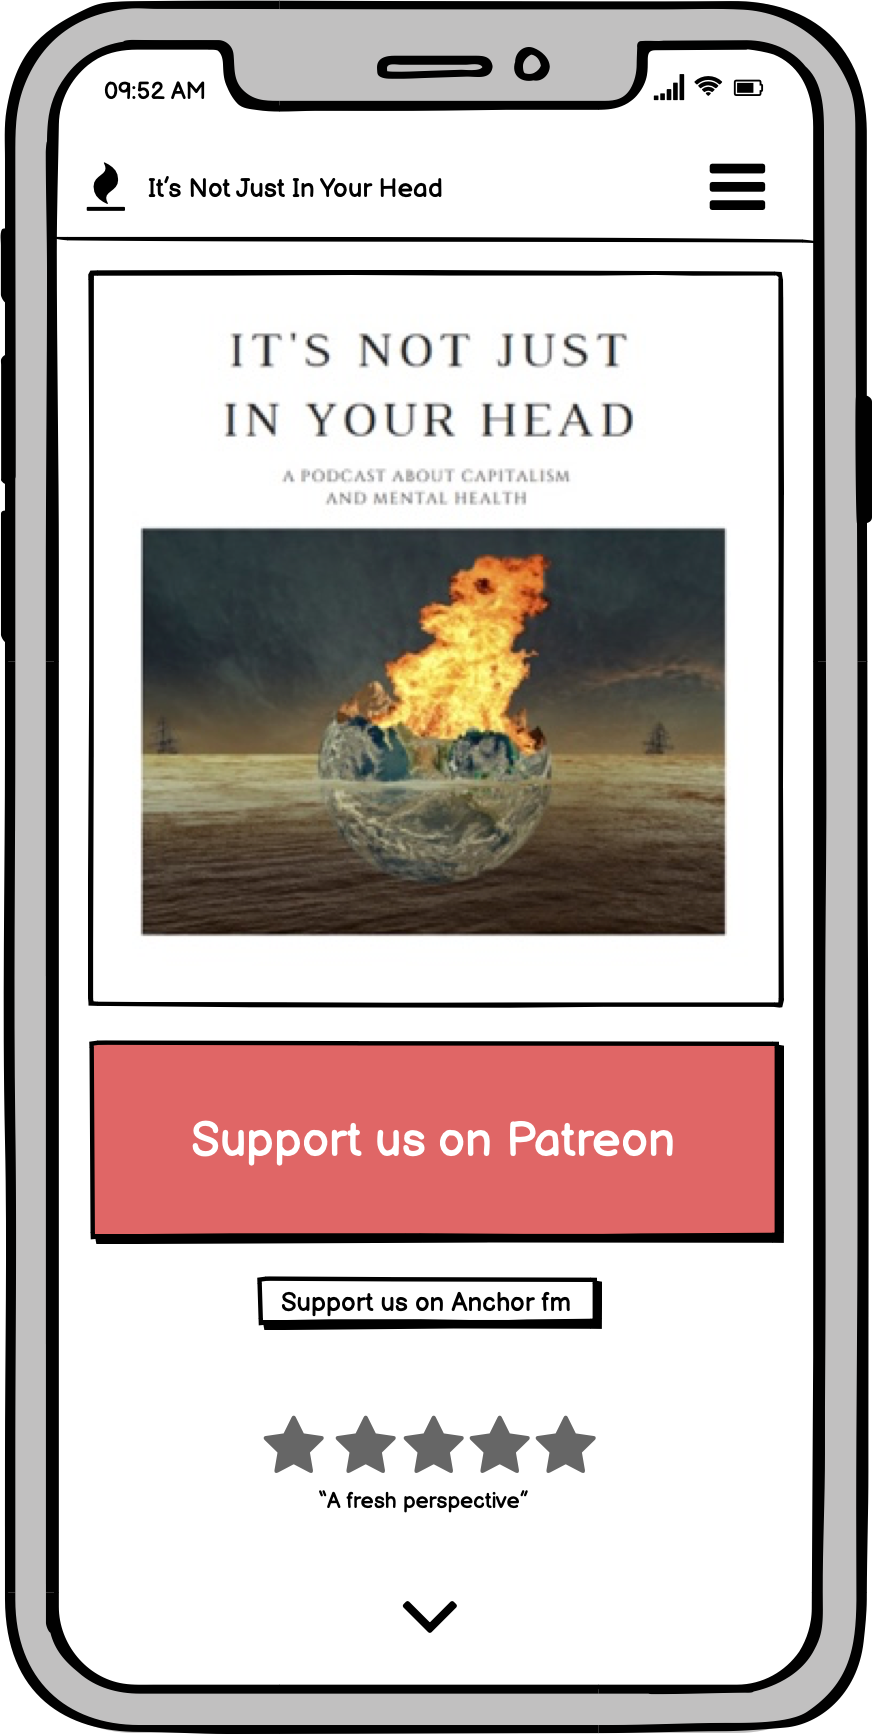 09:52 AM
It's Not Just In Your Head
IT'S NOT JUST
IN YOUR HEAD
A PODCAST ABOUT CAPITALISM
AND MENTAL HEALTH
Support us on Patreon
Support us on Anchor fm
"A fresh perspective"